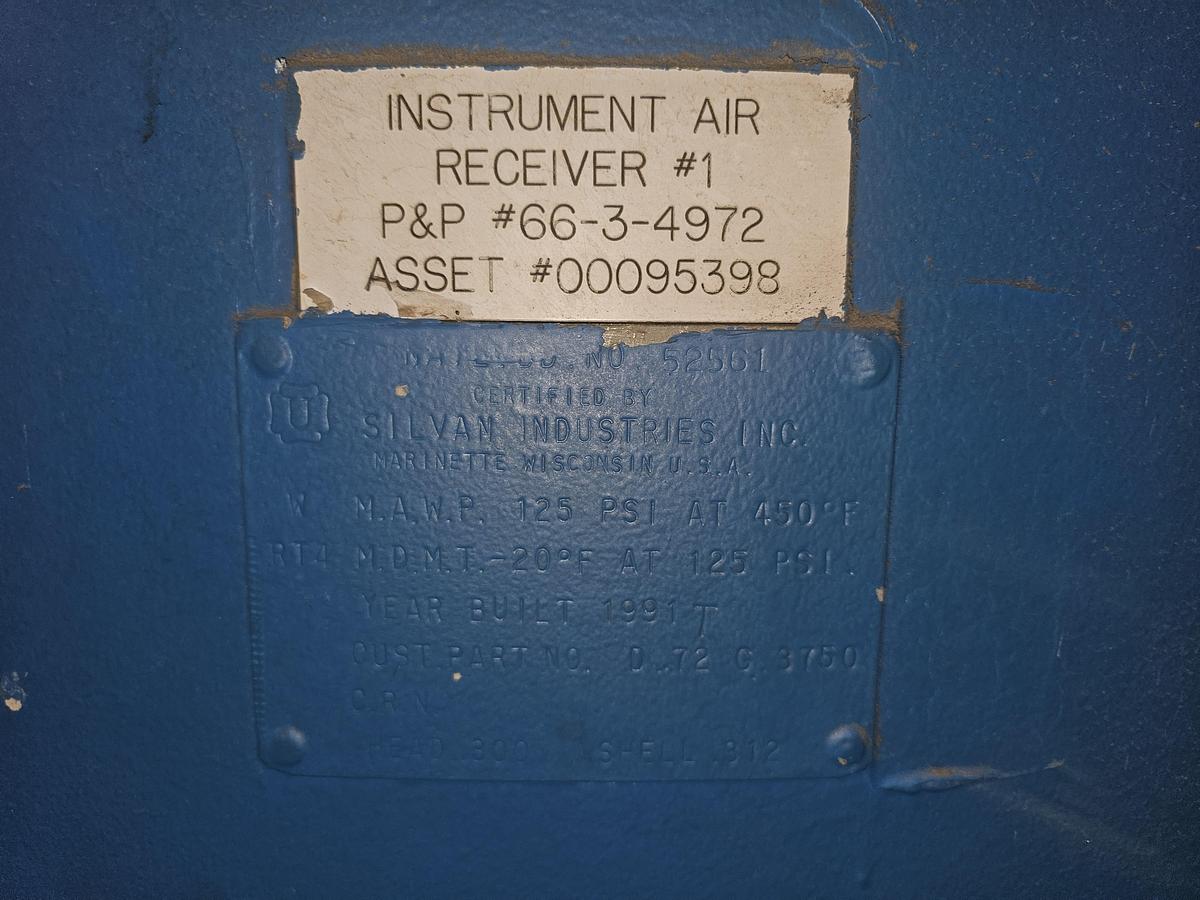 INSTRUMENT AIR
RECEIVER #1
P&P #66-3-4972
ASSET #00095398
NAT'L. BD. NO. 52561
U
CERTIFIED BY
SILVAN INDUSTRIES INC.
MARINETTE WISCONSIN U.S.A.
W M.A.W.P. 125 PSI AT 450°F
RT4 M.D.M.T. -20°F AT 125 PSI.
YEAR BUILT 1991 T
CUST. PART NO. D 72 C 3750
C.R.N.
HEAD .300 SHELL .312